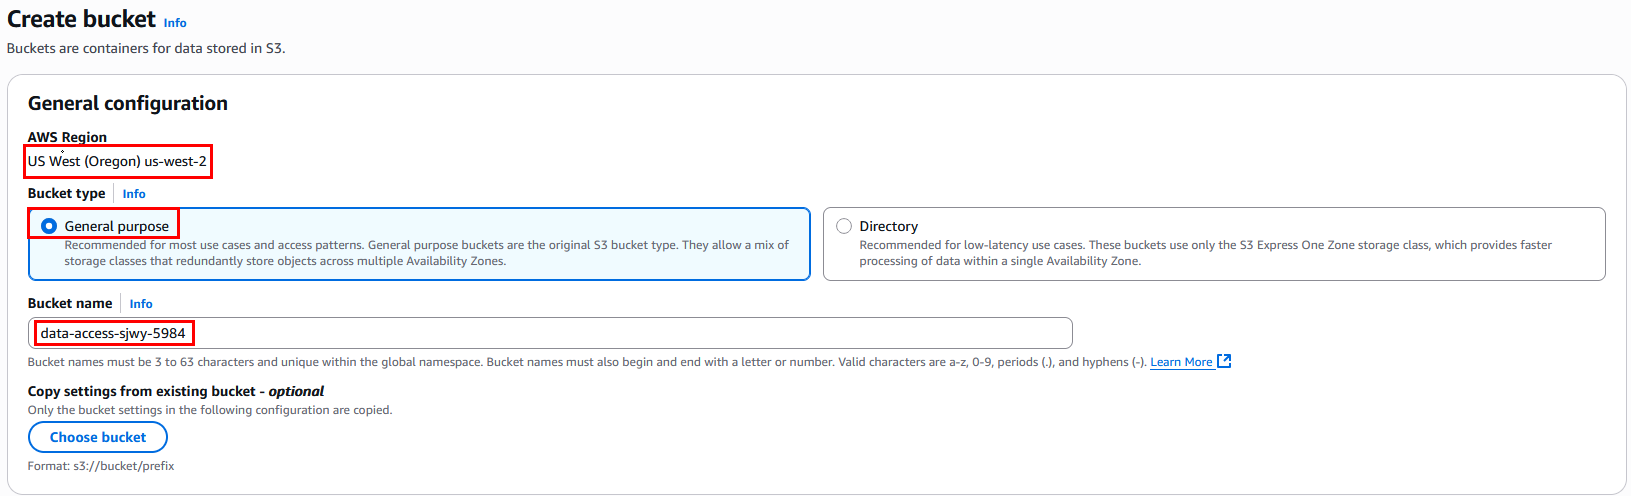 Create bucket Info
Buckets are containers for data stored in S3.
General configuration
AWS Region
US West (Oregon) us-west-2
Bucket type Info
General purpose
Recommended for most use cases and access patterns. General purpose buckets are the original S3 bucket type. They allow a mix of
storage classes that redundantly store objects across multiple Availability Zones.
Directory
Recommended for low-latency use cases. These buckets use only the S3 Express One Zone storage class, which provides faster
processing of data within a single Availability Zone.
Bucket name Info
data-access-sjwy-5984
Bucket names must be 3 to 63 characters and unique within the global namespace. Bucket names must also begin and end with a letter or number. Valid characters are a-z, 0-9, periods (.), and hyphens (-). Learn More
Copy settings from existing bucket - optional
Only the bucket settings in the following configuration are copied.
Choose bucket
Format: s3://bucket/prefix